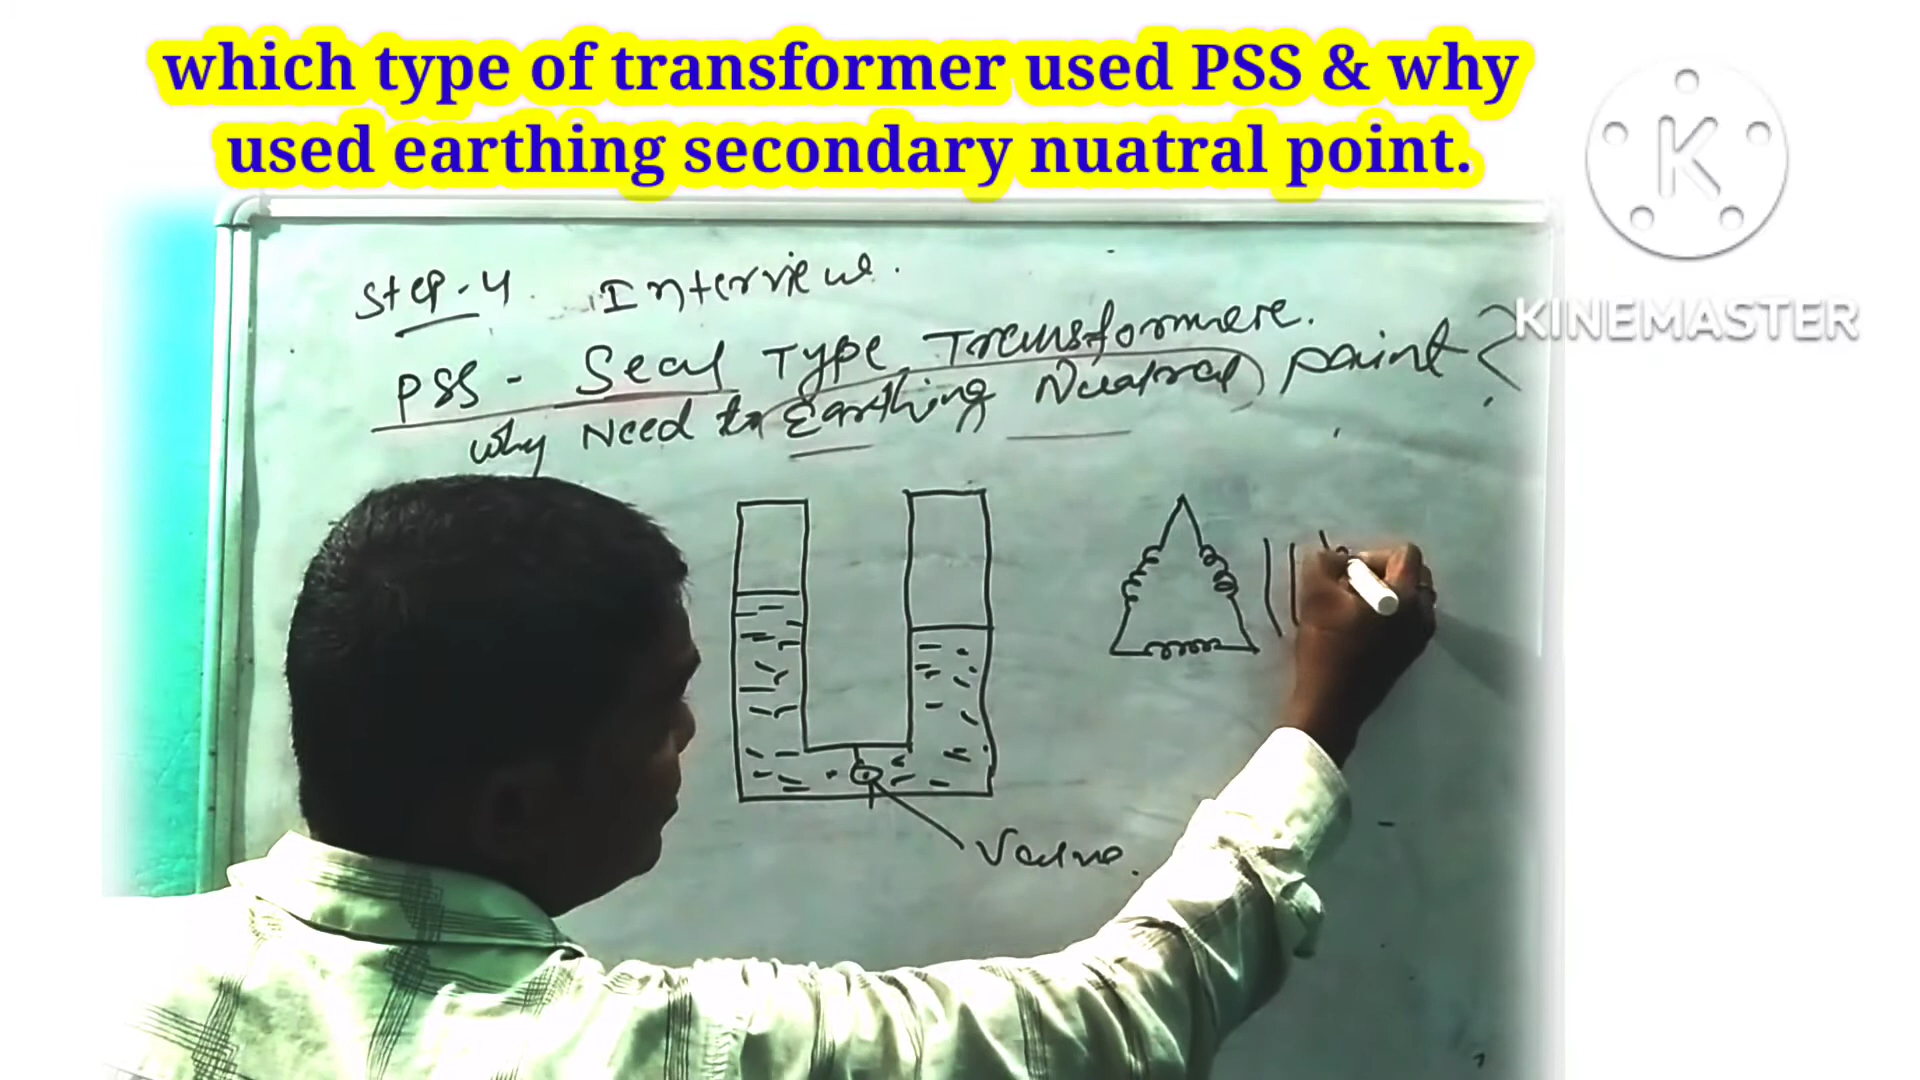 which type of transformer used PSS & why
used earthing secondary nuatral point.
KINEMASTER
Step-4. Interview.
PSS - Seal Type Transformere.
why Need to Earthing Nuatral point?
Valve.